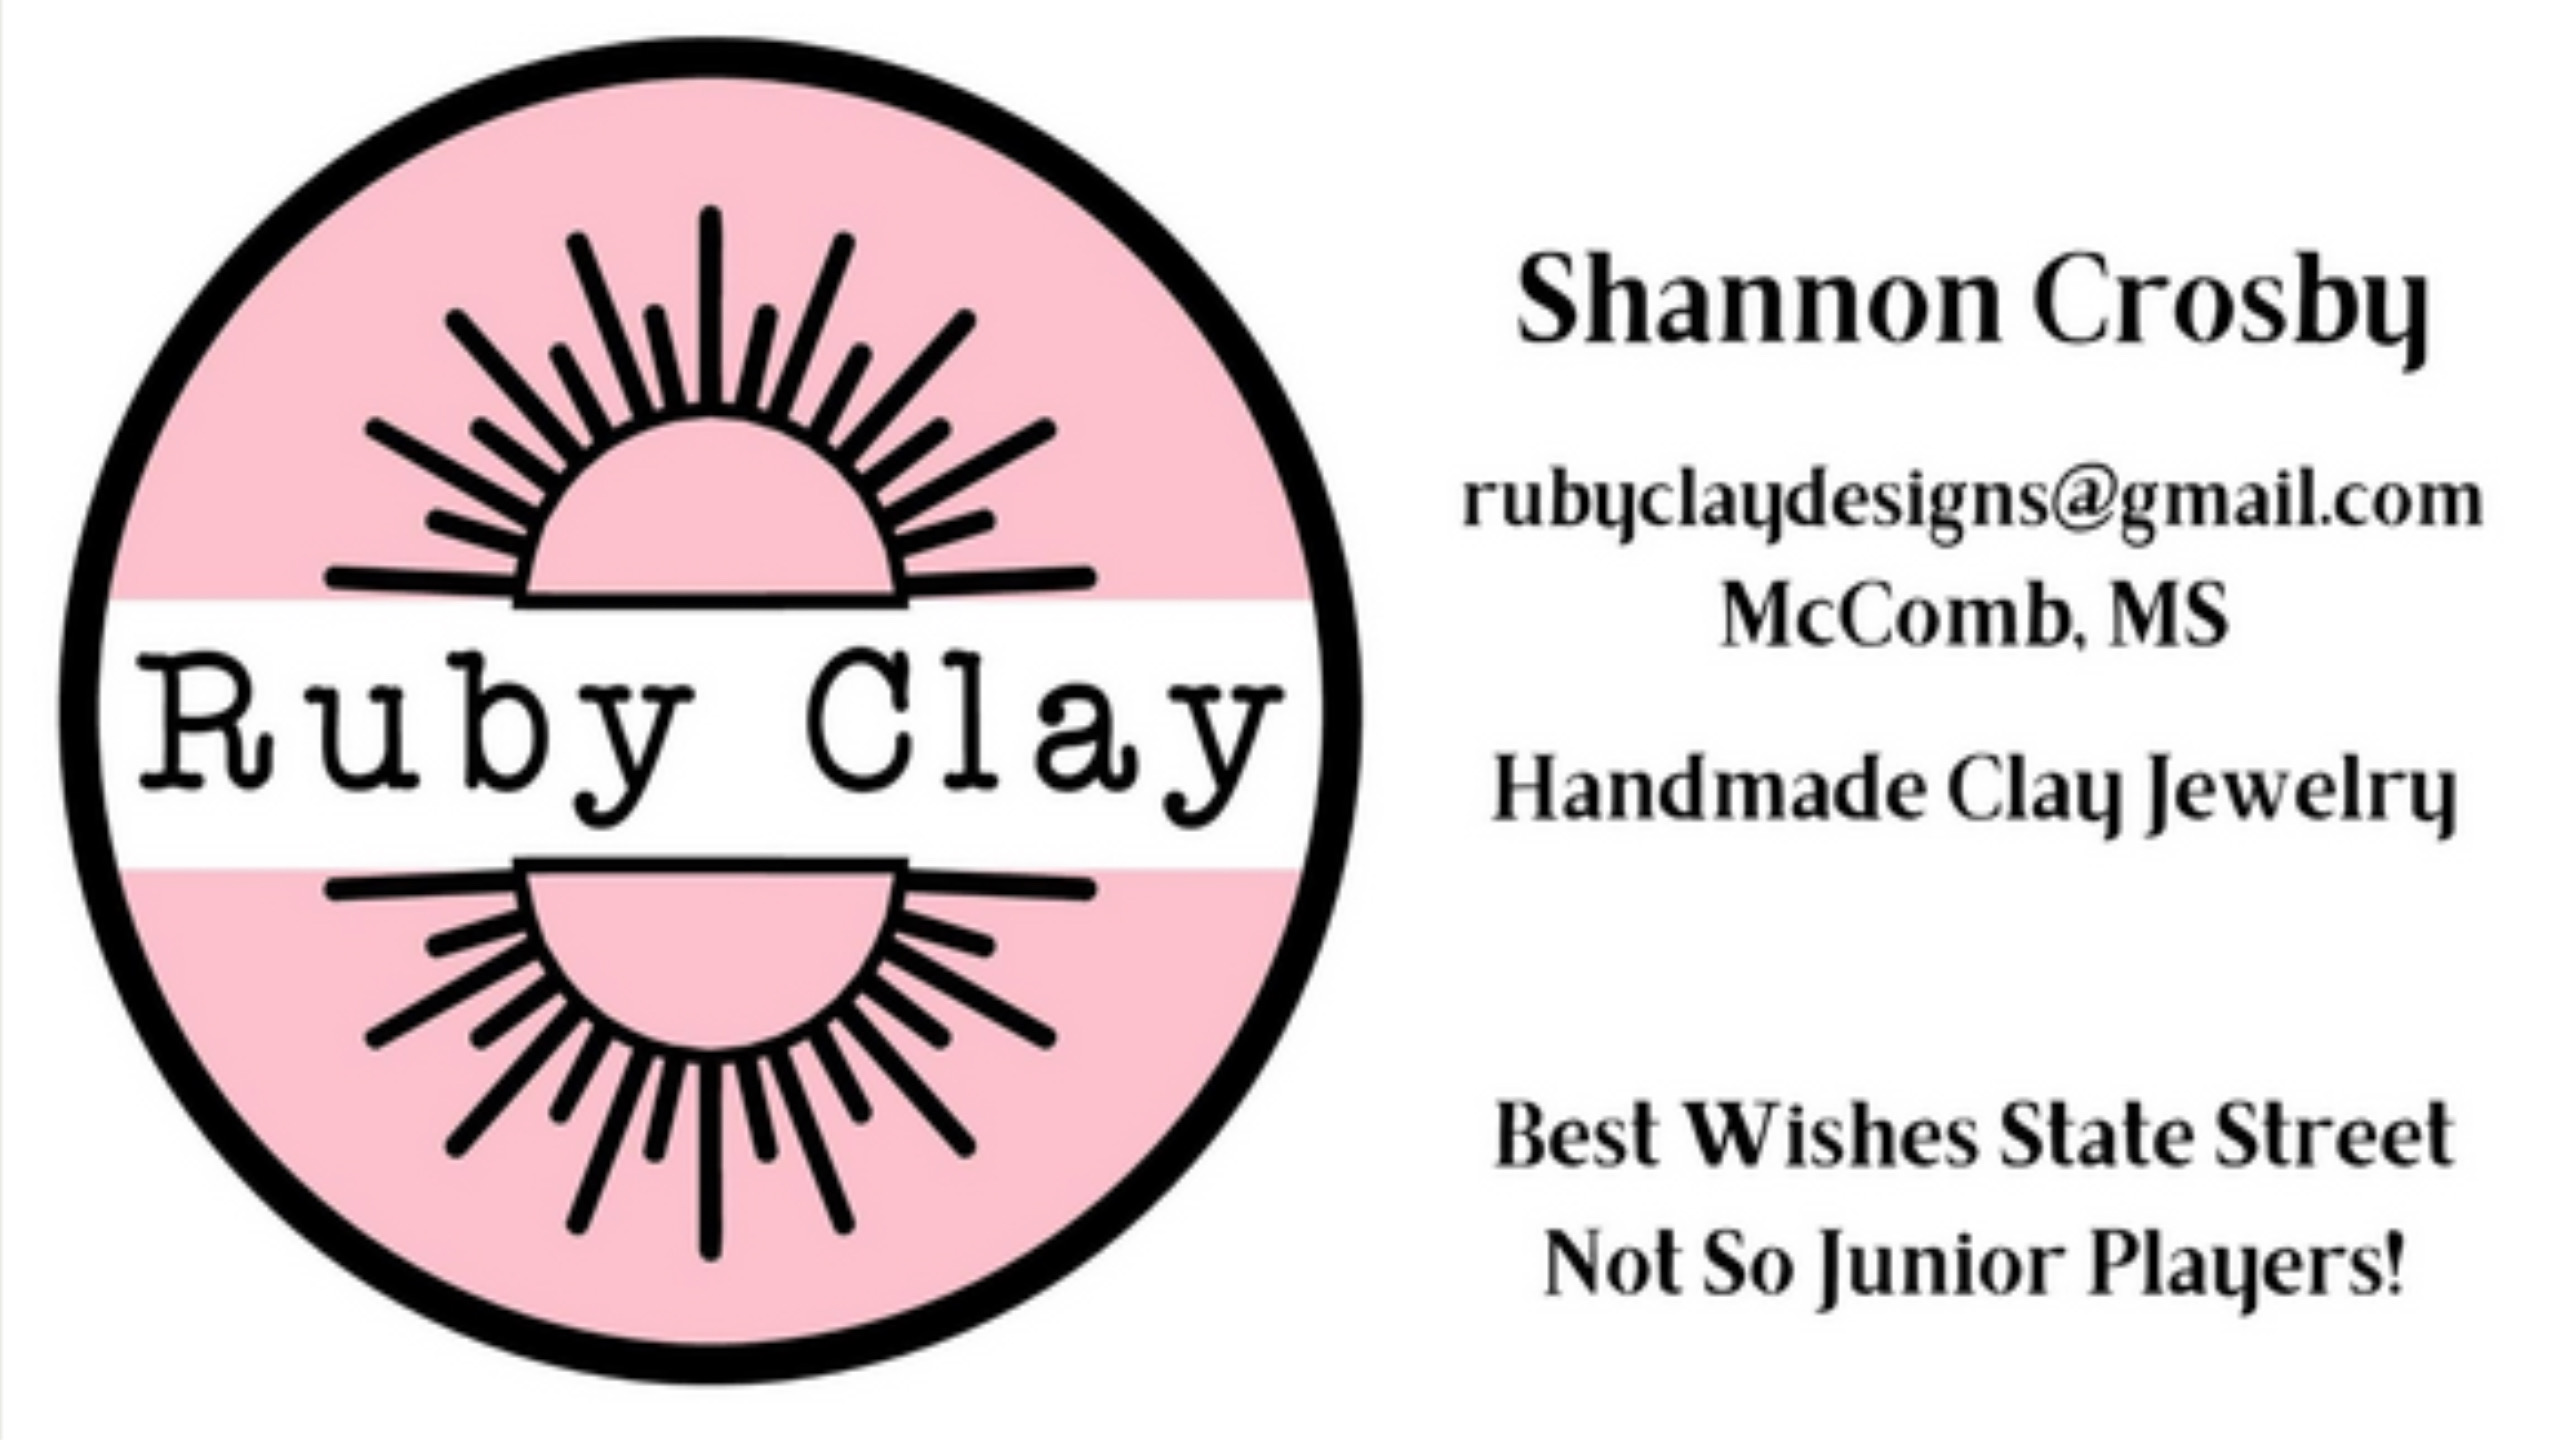 Ruby Clay
Shannon Crosby
rubyclaydesigns@gmail.com
McComb, MS
Handmade Clay Jewelry
Best Wishes State Street
Not So Junior Players!